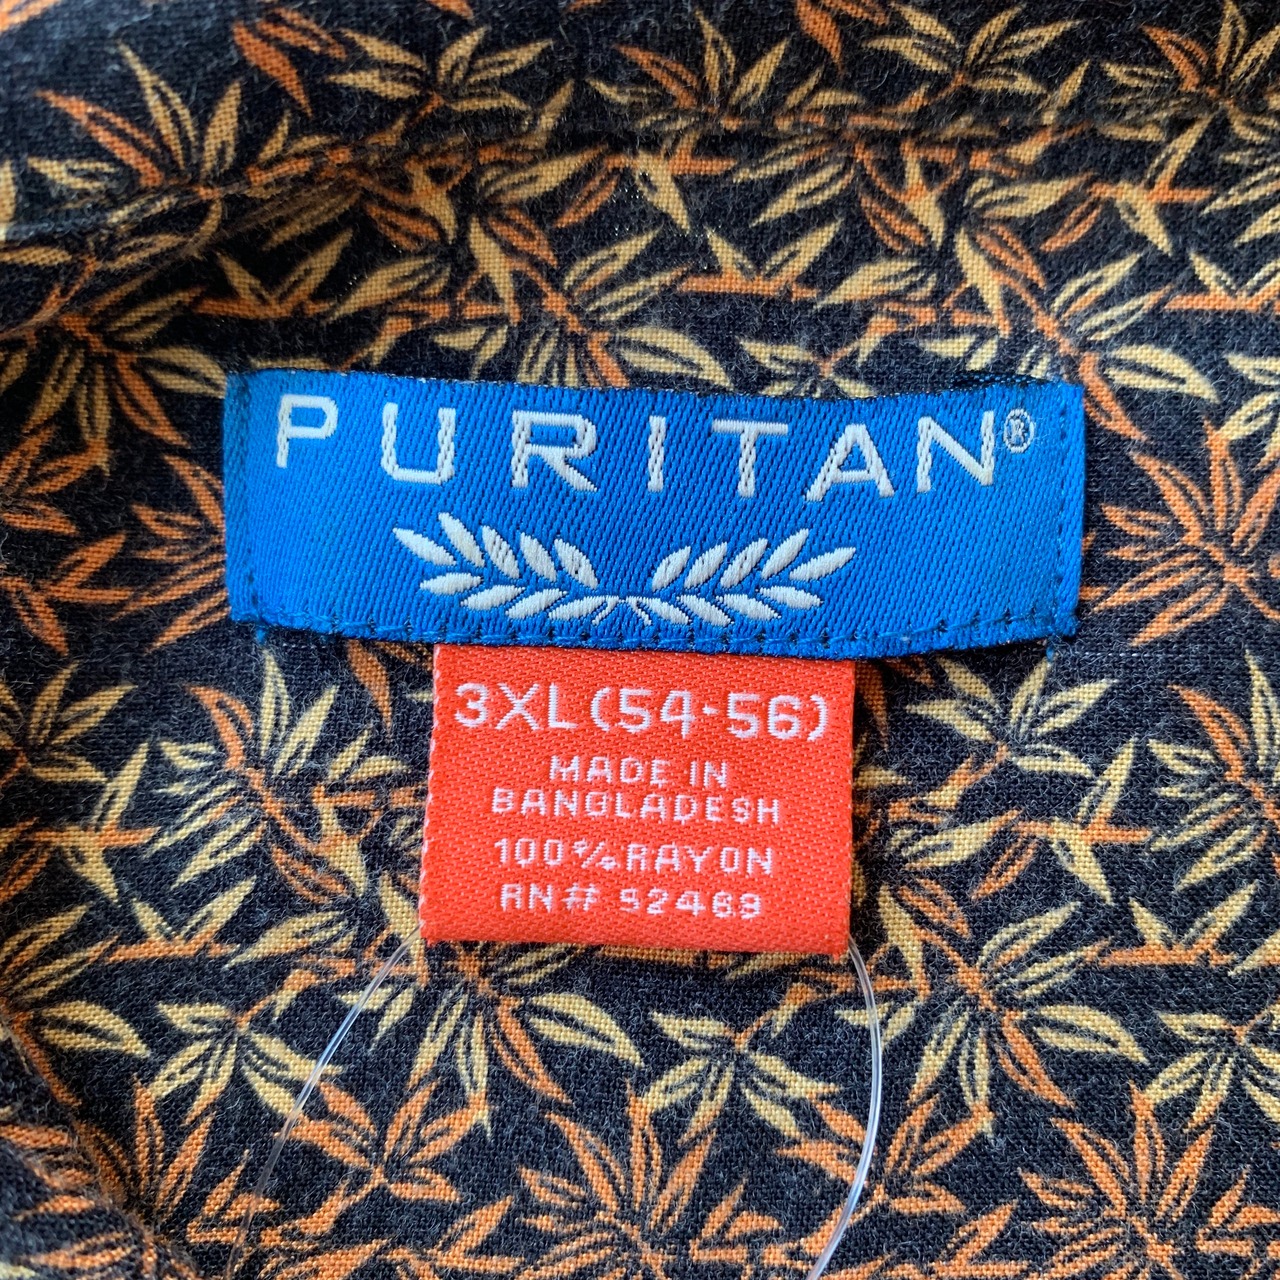 PURITAN®
3XL (54-56)
MADE IN
BANGLADESH
100% RAYON
RN# 52469